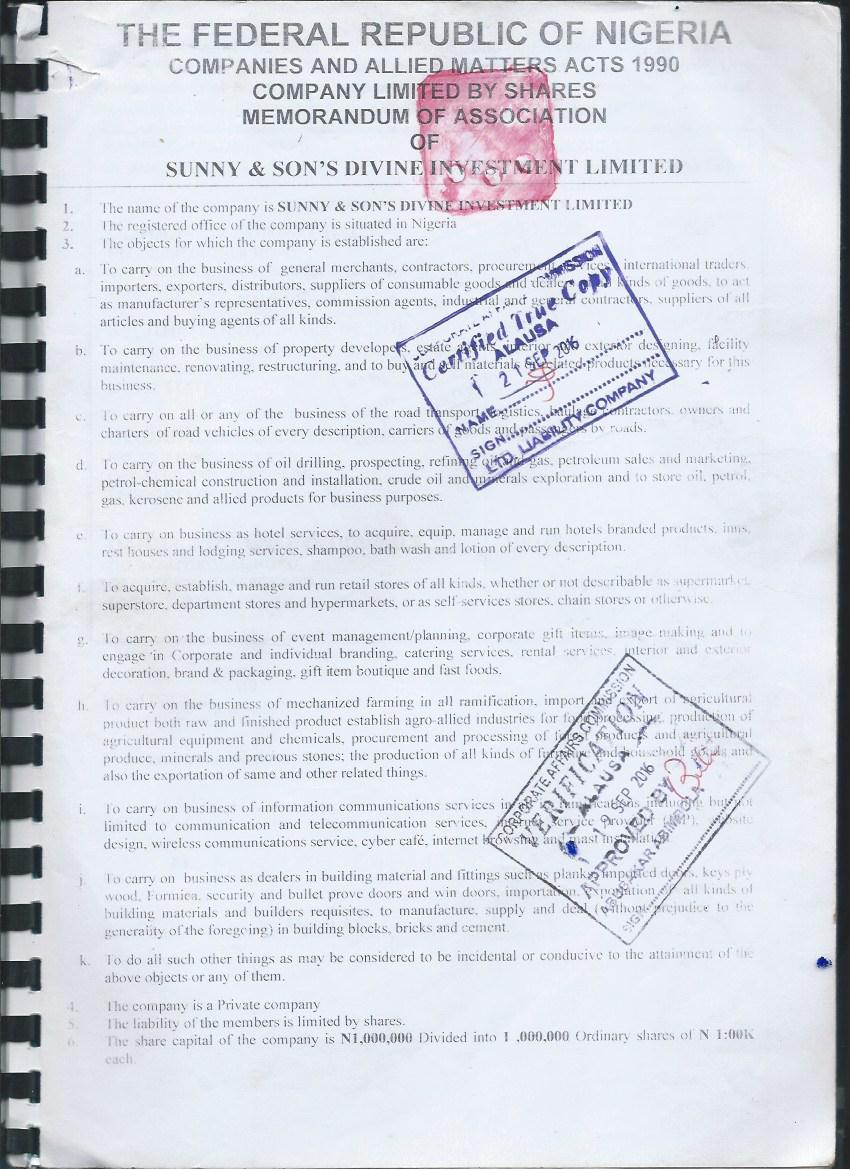 THE FEDERAL REPUBLIC OF NIGERIA
COMPANIES AND ALLIED MATTERS ACTS 1990
COMPANY LIMITED BY SHARES
MEMORANDUM OF ASSOCIATION
OF
SUNNY & SON'S DIVINE INVESTMENT LIMITED
1. The name of the company is SUNNY & SON'S DIVINE INVESTMENT LIMITED
2. The registered office of the company is situated in Nigeria
3. The objects for which the company is established are:
a. To carry on the business of general merchants, contractors, procurement services, international traders,
importers, exporters, distributors, suppliers of consumable goods and dealers kinds of goods, to act
as manufacturer's representatives, commission agents, industrial and general contractors, suppliers of all
articles and buying agents of all kinds.
b. To carry on the business of property developers, estate agents, interior and exterior designing, facility
maintenance, renovating, restructuring, and to buy and sell materials related products necessary for this
business.
c. To carry on all or any of the business of the road transport, logistics, haulage contractors, owners and
charters of road vehicles of every description, carriers of goods and passengers by roads.
d. To carry on the business of oil drilling, prospecting, refining oil and gas, petroleum sales and marketing,
petrol-chemical construction and installation, crude oil and minerals exploration and to store oil, petrol,
gas, kerosene and allied products for business purposes.
e. To carry on business as hotel services, to acquire, equip, manage and run hotels branded products, inns,
rest houses and lodging services, shampoo, bath wash and lotion of every description.
f. To acquire, establish, manage and run retail stores of all kinds, whether or not describable as supermarket,
superstore, department stores and hypermarkets, or as self-services stores, chain stores or otherwise.
g. To carry on the business of event management/planning, corporate gift items, image making and to
engage in Corporate and individual branding, catering services, rental services, interior and exterior
decoration, brand & packaging, gift item boutique and fast foods.
h. To carry on the business of mechanized farming in all ramification, import and export of agricultural
product both raw and finished product establish agro-allied industries for food processing, production of
agricultural equipment and chemicals, procurement and processing of food products and agricultural
produce, minerals and precious stones; the production of all kinds of furniture and household goods and
also the exportation of same and other related things.
i. To carry on business of information communications services in ramifications including but not
limited to communication and telecommunication services, internet service Provider (ISP), website
design, wireless communications service, cyber café, internet browsing and mast installation.
j. To carry on business as dealers in building material and fittings such as planks, imported doors, keys ply
wood, Formica, security and bullet prove doors and win doors, importation, exportation all kinds of
building materials and builders requisites, to manufacture, supply and deal (without prejudice to the
generality of the foregoing) in building blocks, bricks and cement.
k. To do all such other things as may be considered to be incidental or conducive to the attainment of the
above objects or any of them.
4. The company is a Private company
5. The liability of the members is limited by shares.
6. The share capital of the company is N1,000,000 Divided into 1 ,000,000 Ordinary shares of N 1:00K
each.
CORPORATE AFFAIRS COMMISSION
Certified True Copy
ALAUSA
21 SEP 2016
NAME
SIGN
LTD. LIABILITY COMPANY
CORPORATE AFFAIRS COMMISSION
VERIFICATION
ALAUSA
19 SEP 2016
APPROVED BY
ABUBAKAR ABIMBOLA
SIGN